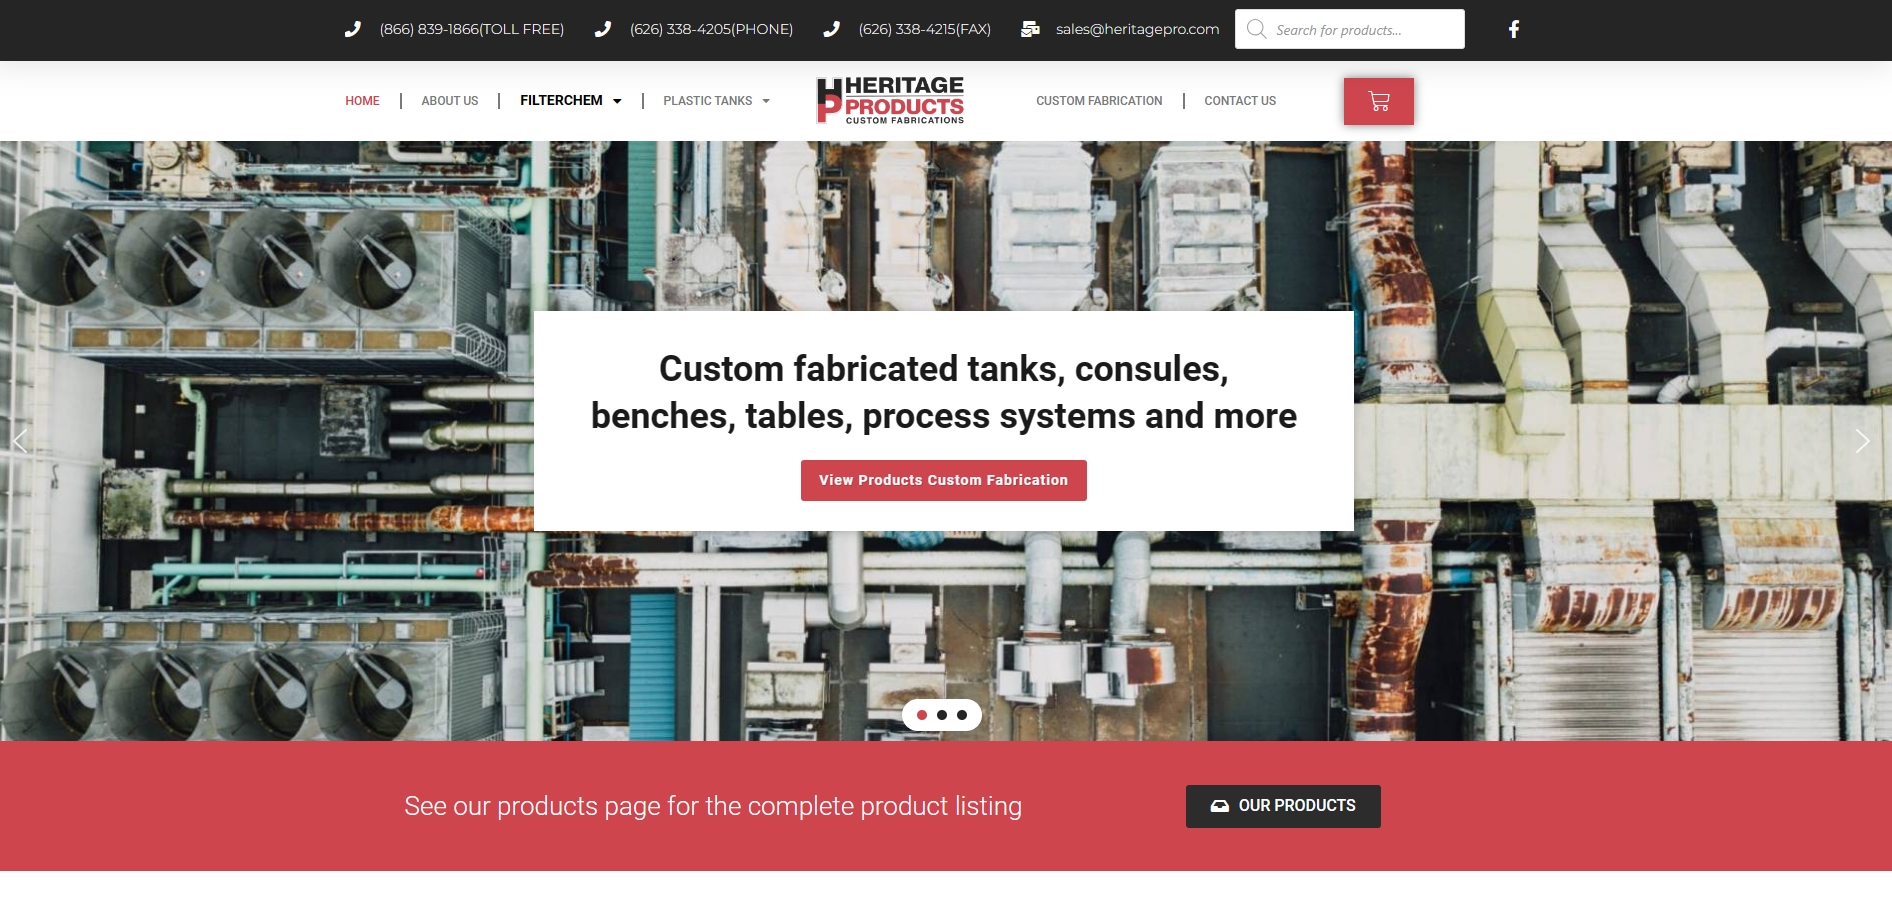 (866) 839-1866(TOLL FREE)
(626) 338-4205(PHONE)
(626) 338-4215(FAX)
sales@heritagepro.com
Search for products...
HOME
ABOUT US
FILTERCHEM
PLASTIC TANKS
HERITAGE
PRODUCTS
CUSTOM FABRICATIONS
CUSTOM FABRICATION
CONTACT US
Custom fabricated tanks, consules,
benches, tables, process systems and more
View Products Custom Fabrication
See our products page for the complete product listing
OUR PRODUCTS